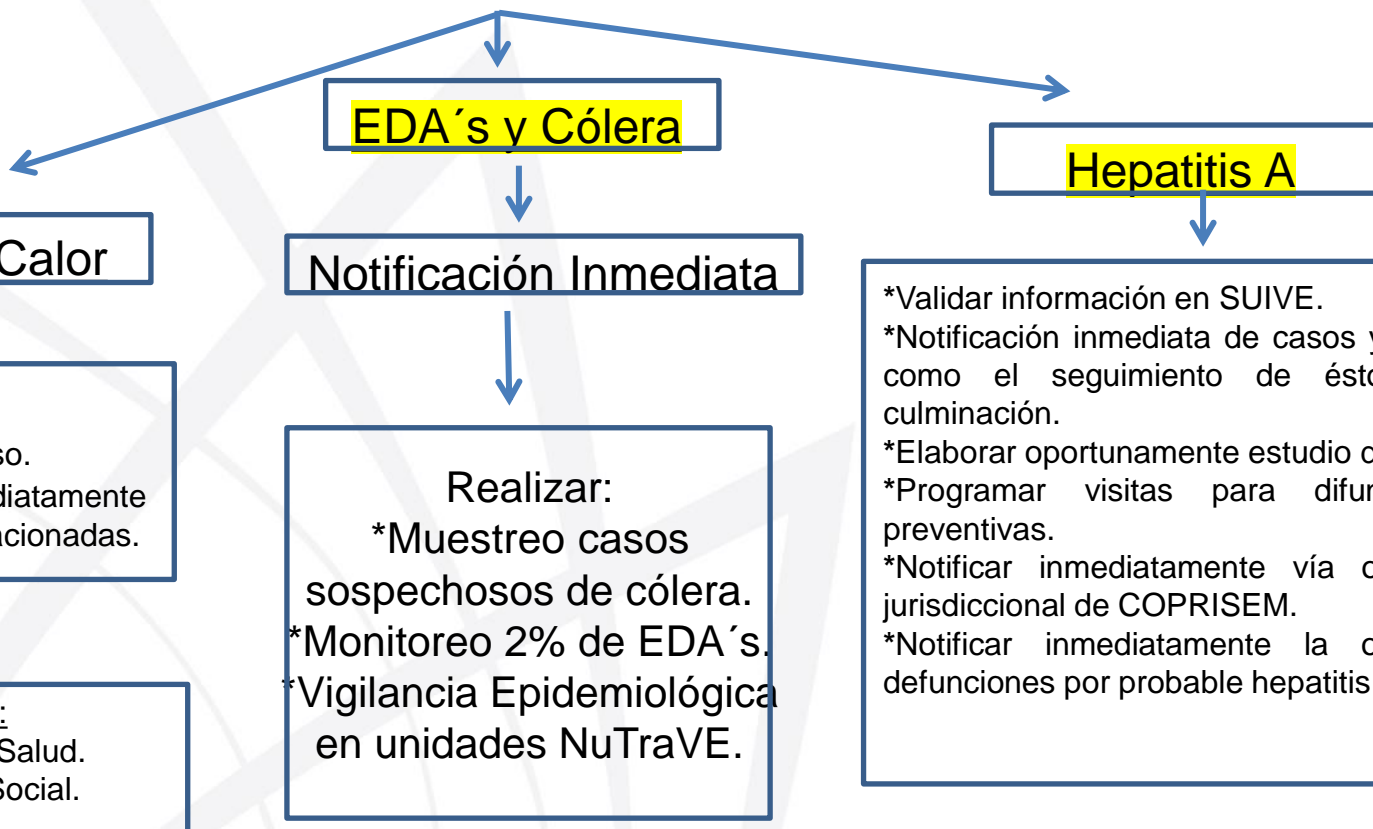 EDA´s y Cólera
Hepatitis A
Calor
Notificación Inmediata
so.
diatamente
acionadas.
:
Salud.
Social.
Realizar:
*Muestreo casos
sospechosos de cólera.
*Monitoreo 2% de EDA´s.
*Vigilancia Epidemiológica
en unidades NuTraVE.
*Validar información en SUIVE.
*Notificación inmediata de casos y
como el seguimiento de ésto
culminación.
*Elaborar oportunamente estudio d
*Programar visitas para difun
preventivas.
*Notificar inmediatamente vía o
jurisdiccional de COPRISEM.
*Notificar inmediatamente la o
defunciones por probable hepatitis